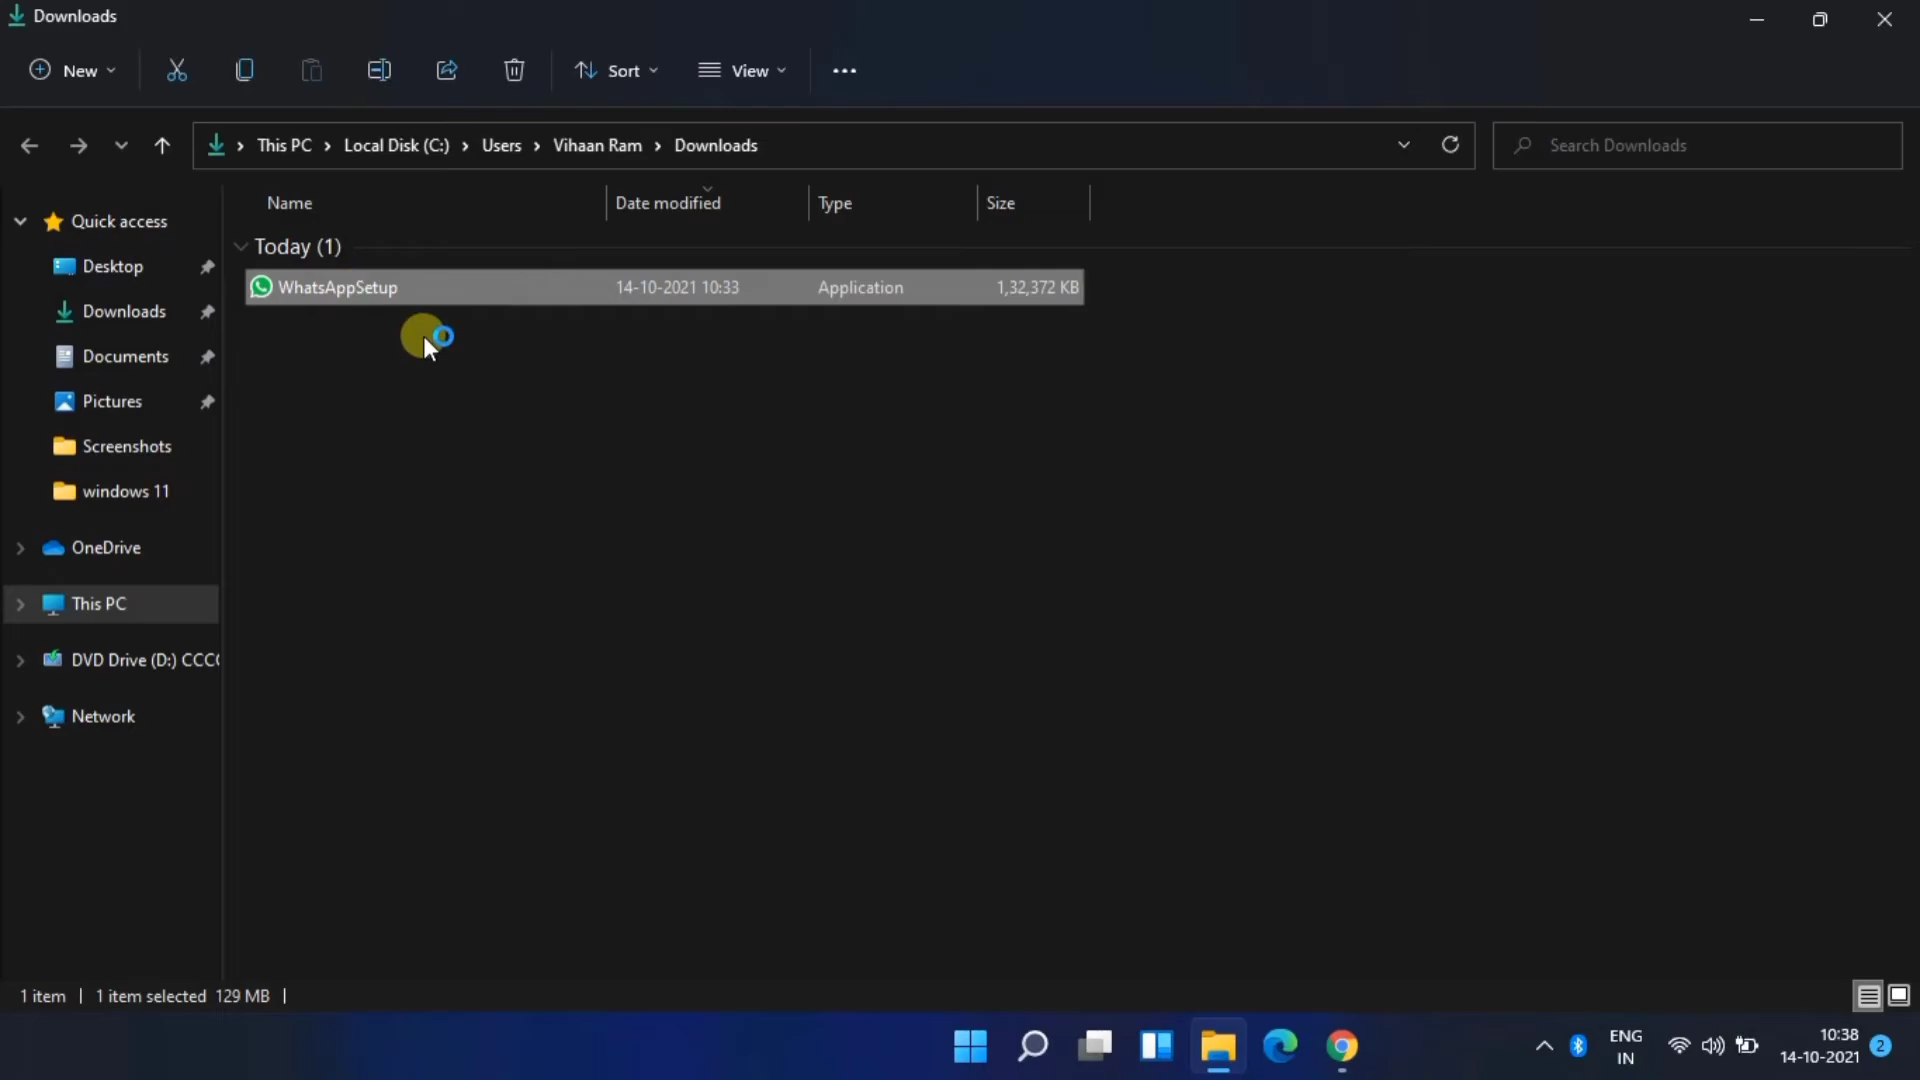 Downloads
New
Sort
View
This PC > Local Disk (C:) > Users > Vihaan Ram > Downloads
Search Downloads
Name
Date modified
Type
Size
Quick access
Today (1)
Desktop
WhatsAppSetup
14-10-2021 10:33
Application
1,32,372 KB
Downloads
Documents
Pictures
Screenshots
windows 11
OneDrive
This PC
DVD Drive (D:) CCC
Network
1 item
1 item selected 129 MB
ENG
IN
10:38
14-10-2021
2